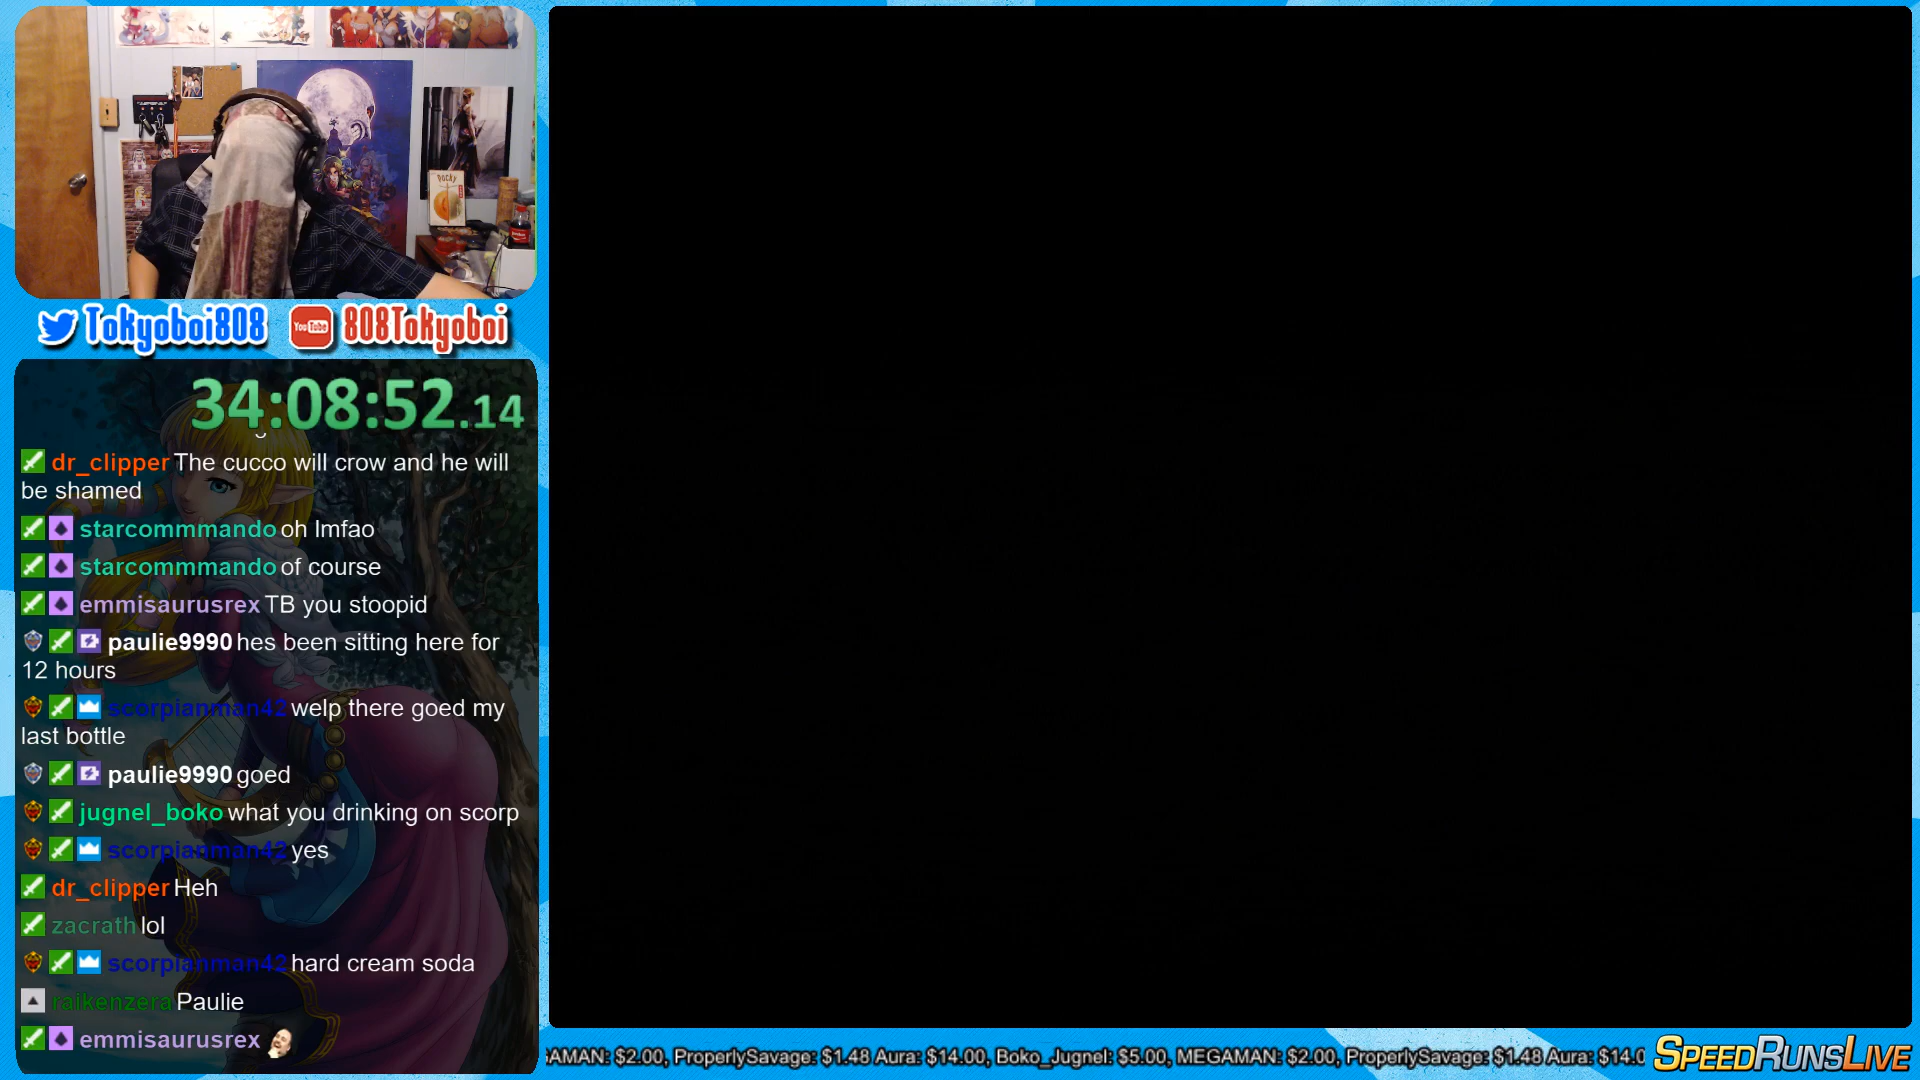 POCKY
Tokyoboi808
YouTube
808Tokyoboi
34:08:52.14
dr_clipper The cucco will crow and he will
be shamed
starcommmando oh lmfao
starcommmando of course
emmisaurusrex TB you stoopid
paulie9990 hes been sitting here for
12 hours
scorpianman42 welp there goed my
last bottle
paulie9990 goed
jugnel_boko what you drinking on scorp
scorpianman42 yes
dr_clipper Heh
zacrath lol
scorpianman42 hard cream soda
raikenzera Paulie
emmisaurusrex
AMAN: $2.00, ProperlySavage: $1.48 Aura: $14.00, Boko_Jugnel: $5.00, MEGAMAN: $2.00, ProperlySavage: $1.48 Aura: $14.0
SPEEDRUNSLIVE